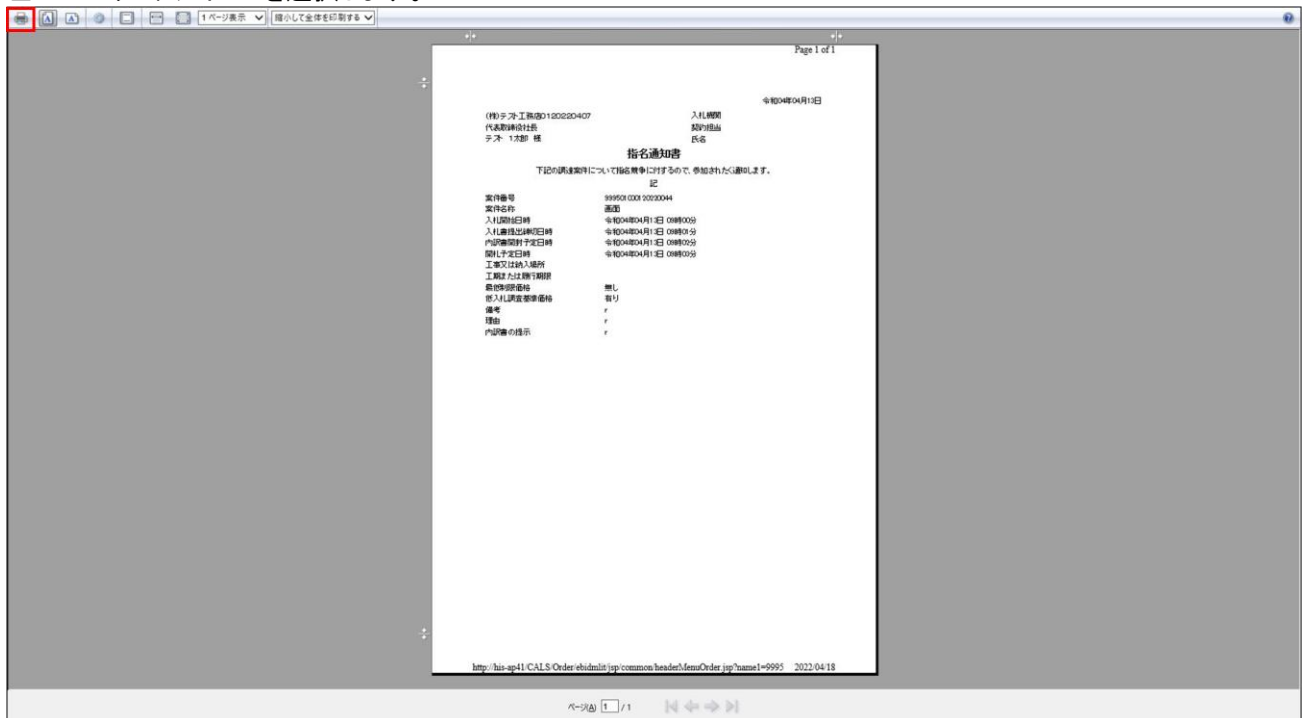 1 ページ表示 縮小して全体を印刷する
Page 1 of 1
令和04年04月13日
(株)テスト工務店0120220407 入札機関
代表取締役社長 契約担当
テスト 1太郎 様 氏名
指名通知書
下記の調達案件について指名競争に付するので、参加されたく通知します。
記
案件番号 9995010300120220044
案件名称 画面
入札開始日時 令和04年04月13日 09時00分
入札書提出締切日時 令和04年04月13日 09時01分
内訳書開封予定日時 令和04年04月13日 09時02分
開札予定日時 令和04年04月13日 09時03分
工事又は納入場所
工期または履行期限
最低制限価格 無し
低入札調査基準価格 有り
備考 r
理由 r
内訳書の提示 r
http://his-ap41/CALS/Order/ebidmlit/jsp/common/headerMenuOrder.jsp?name1=9995 2022/04/18
ページ(A) 1 / 1